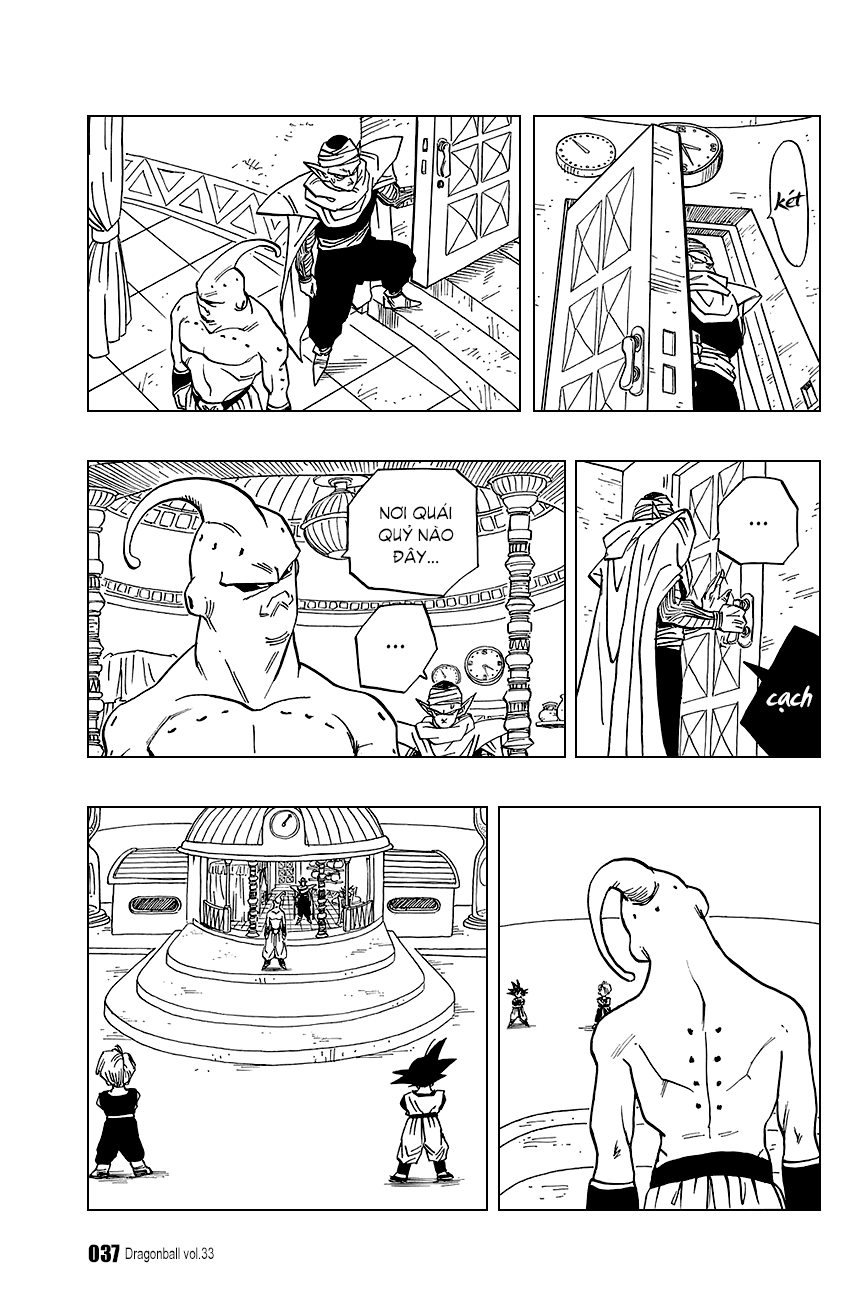 két
...
cạch
NƠI QUÁI
QUỶ NÀO
ĐÂY...
...
037 Dragonball vol.33